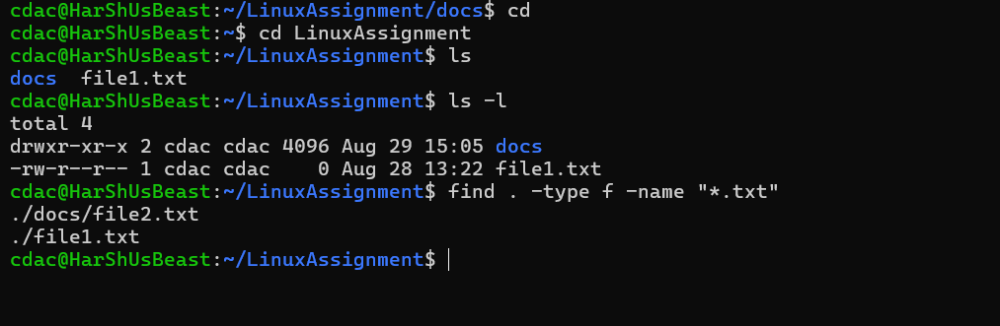 cdac@HarShUsBeast:~/LinuxAssignment/docs$ cd
cdac@HarShUsBeast:~$ cd LinuxAssignment
cdac@HarShUsBeast:~/LinuxAssignment$ ls
docs  file1.txt
cdac@HarShUsBeast:~/LinuxAssignment$ ls -l
total 4
drwxr-xr-x 2 cdac cdac 4096 Aug 29 15:05 docs
-rw-r--r-- 1 cdac cdac    0 Aug 28 13:22 file1.txt
cdac@HarShUsBeast:~/LinuxAssignment$ find . -type f -name "*.txt"
./docs/file2.txt
./file1.txt
cdac@HarShUsBeast:~/LinuxAssignment$